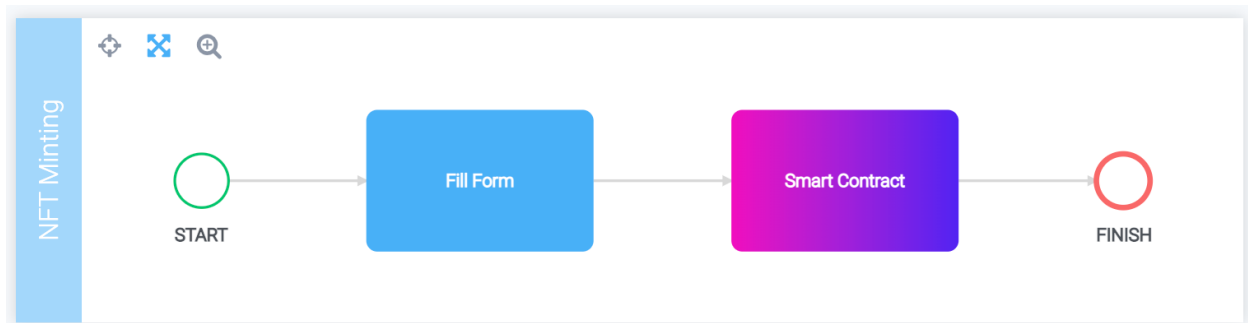 NFT Minting
START
Fill Form
Smart Contract
FINISH